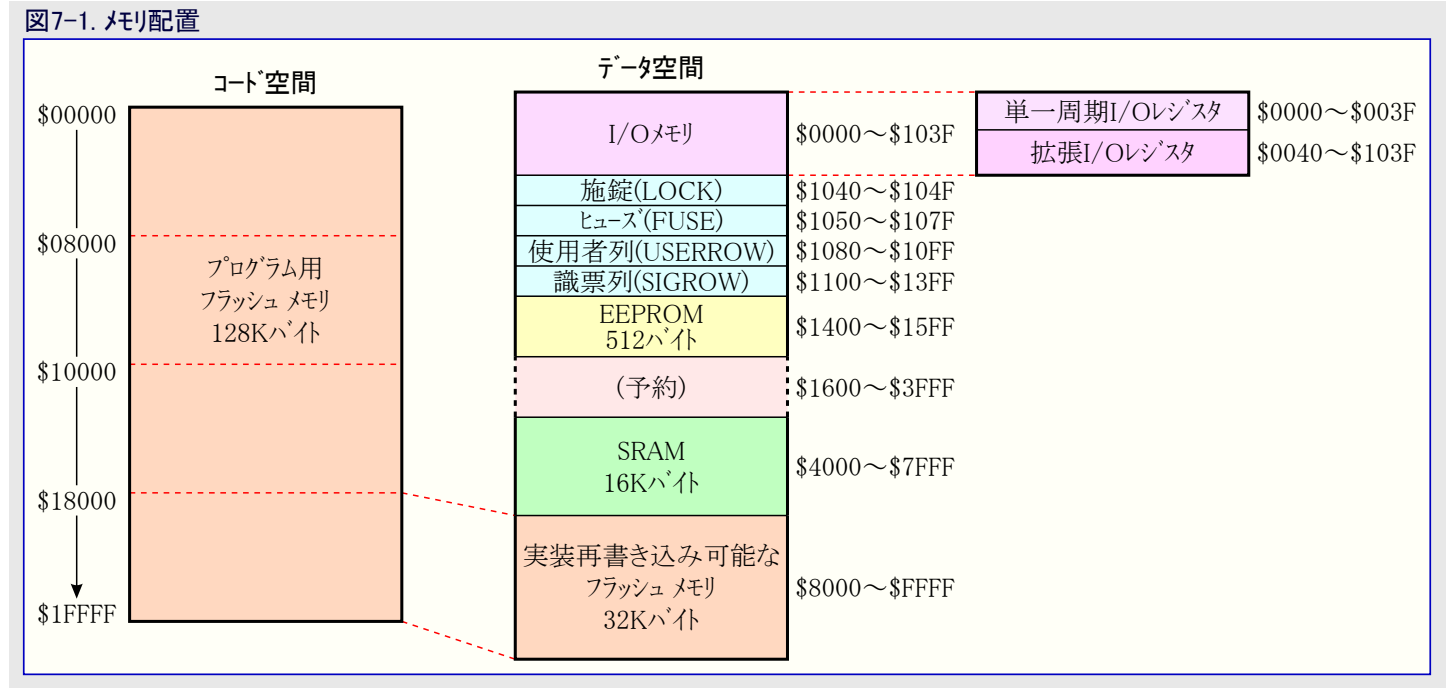 図7-1. ﾒﾓﾘ配置
コード空間
$00000
$08000
$10000
$18000
$1FFFF
プログラム用
フラッシュ メモリ
128Kバイト
データ空間
I/Oメモリ
$0000～$103F
施錠(LOCK)
$1040～$104F
ヒューズ(FUSE)
$1050～$107F
使用者列(USERROW)
$1080～$10FF
識票列(SIGROW)
$1100～$13FF
EEPROM
512バイト
$1400～$15FF
(予約)
$1600～$3FFF
SRAM
16Kバイト
$4000～$7FFF
実装再書き込み可能な
フラッシュ メモリ
32Kバイト
$8000～$FFFF
単一周期I/Oレジスタ
$0000～$003F
拡張I/Oレジスタ
$0040～$103F